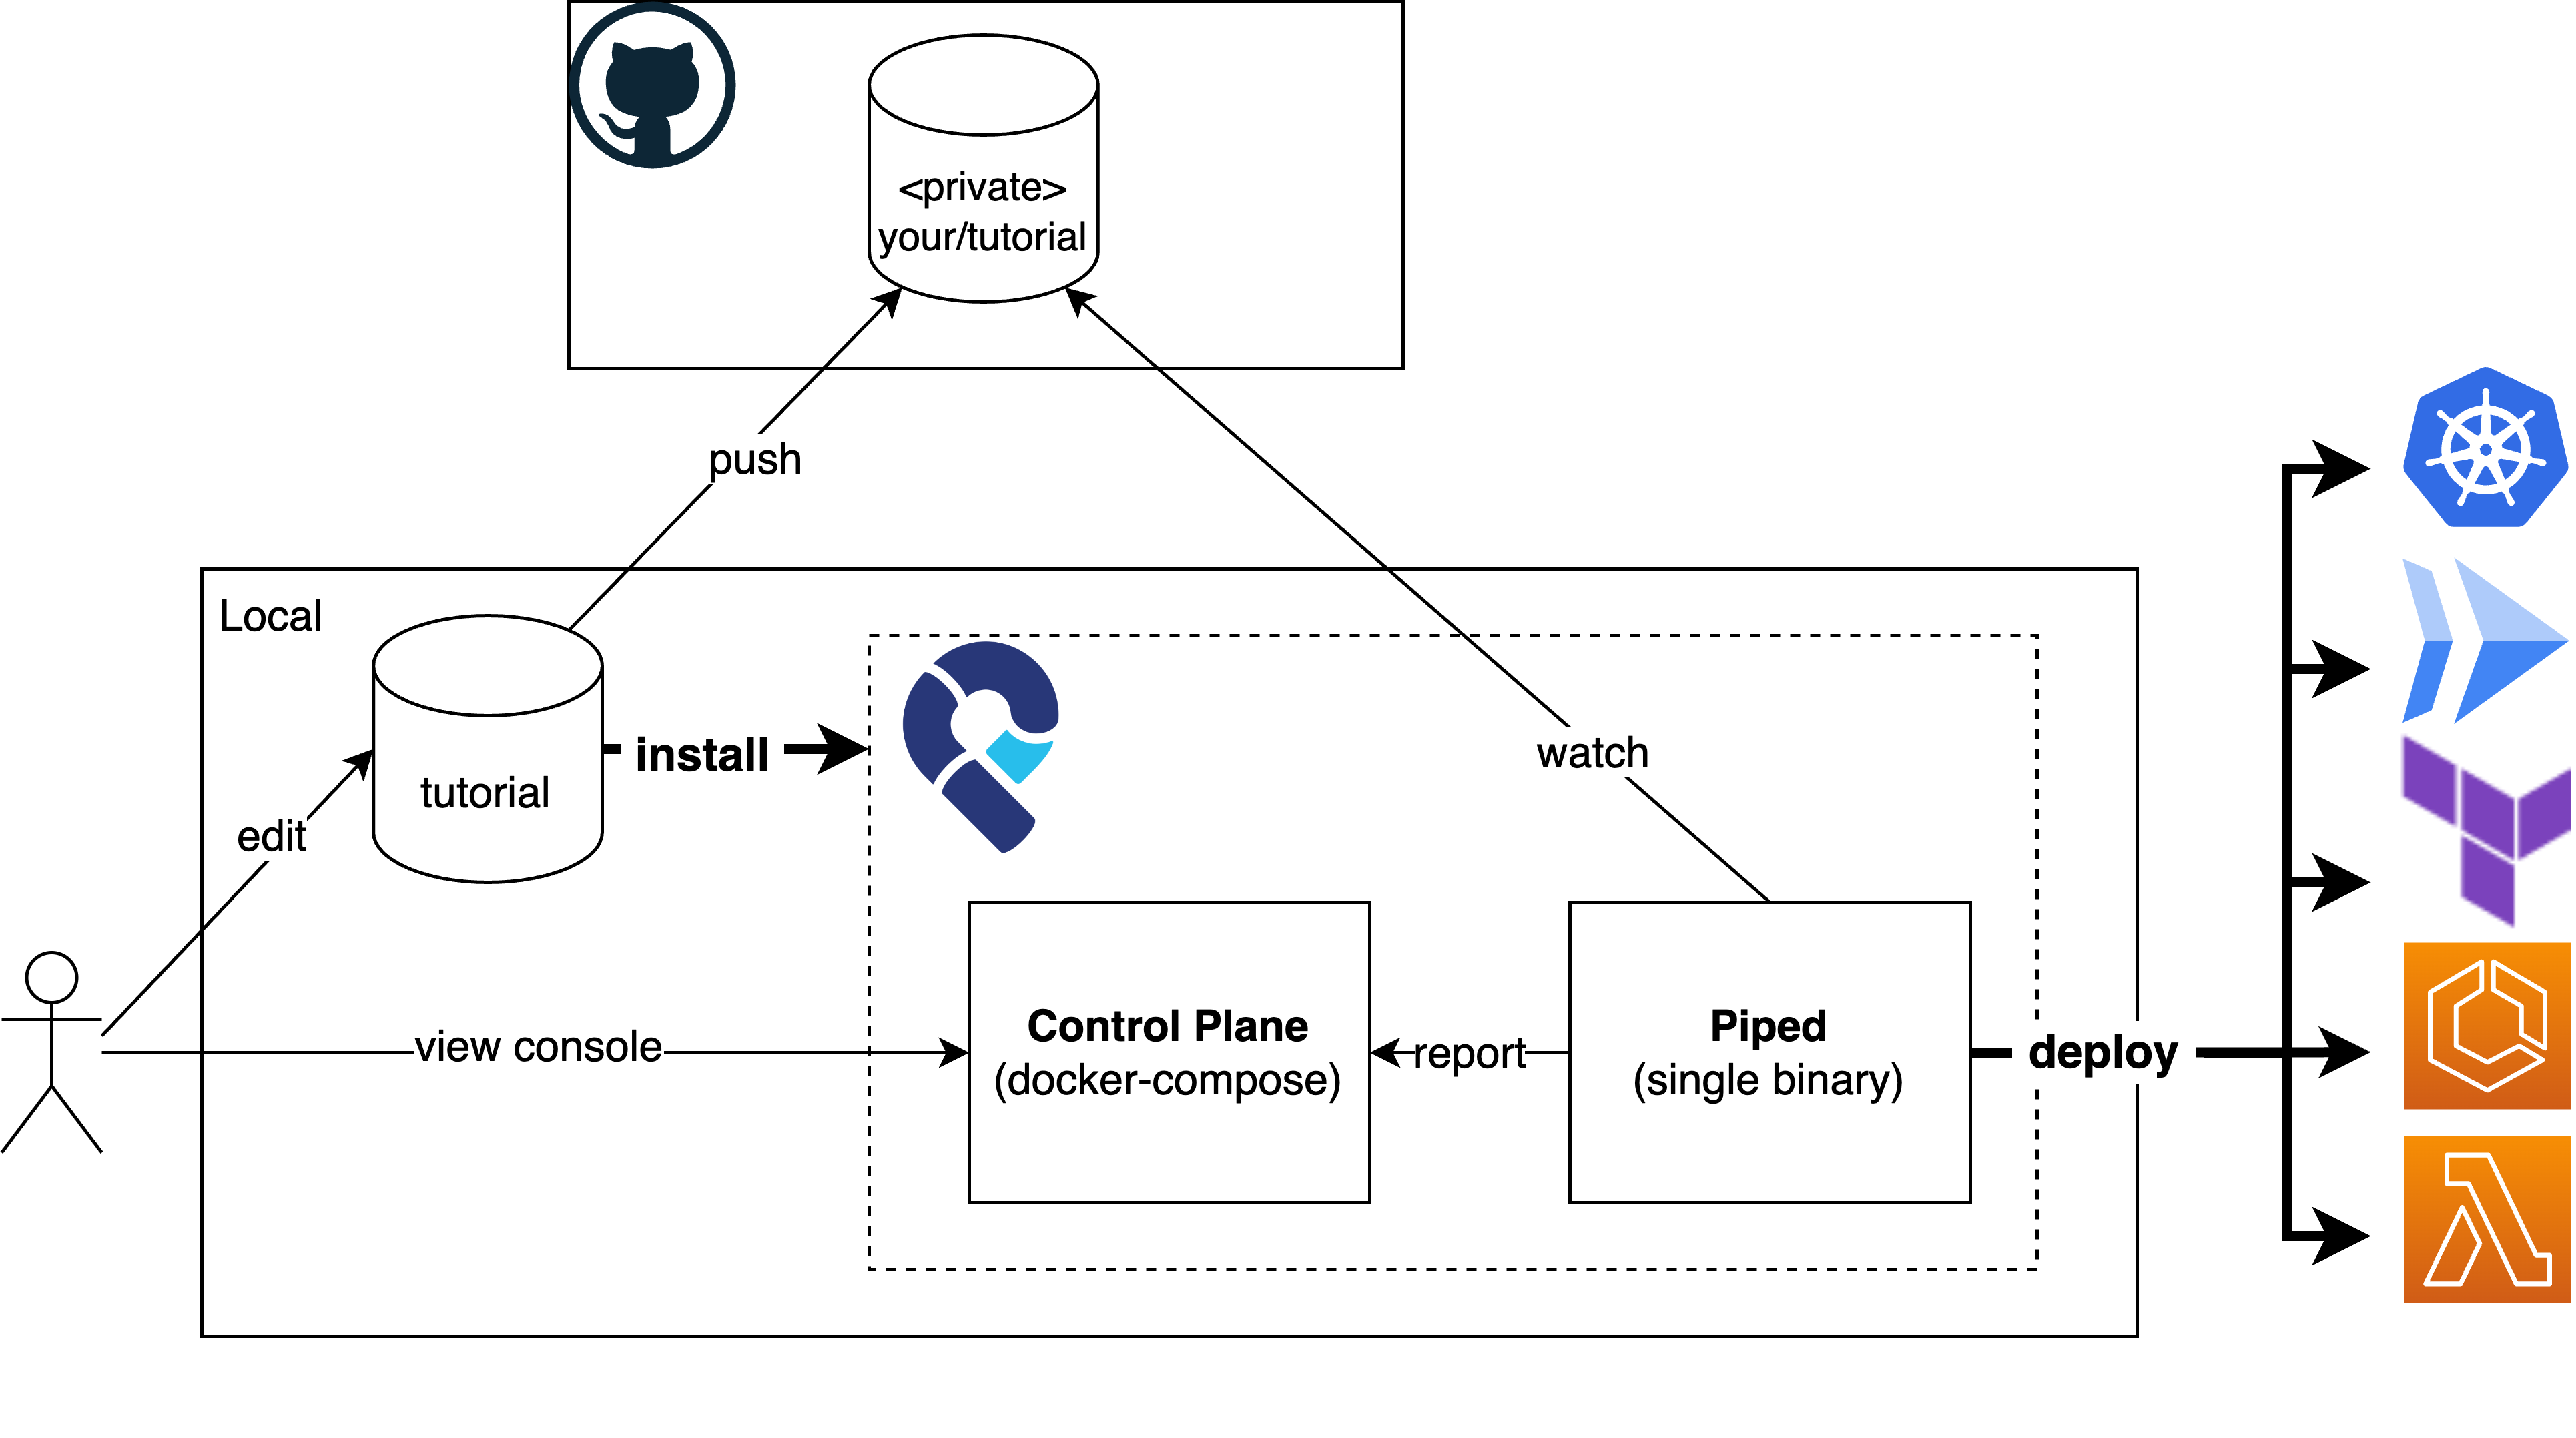 <private>
your/tutorial
push
Local
tutorial
install
watch
edit
view console
Control Plane
(docker-compose)
report
Piped
(single binary)
deploy